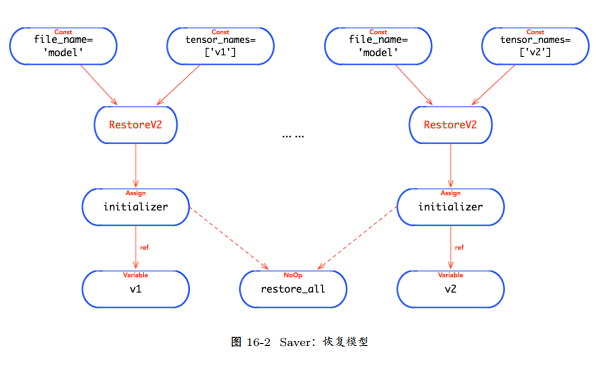 Const
file_name=
'model'
Const
tensor_names=
['v1']
Const
file_name=
'model'
Const
tensor_names=
['v2']
RestoreV2
... ...
RestoreV2
Assign
initializer
Assign
initializer
ref
ref
Variable
v1
NoOp
restore_all
Variable
v2
图 16-2 Saver：恢复模型